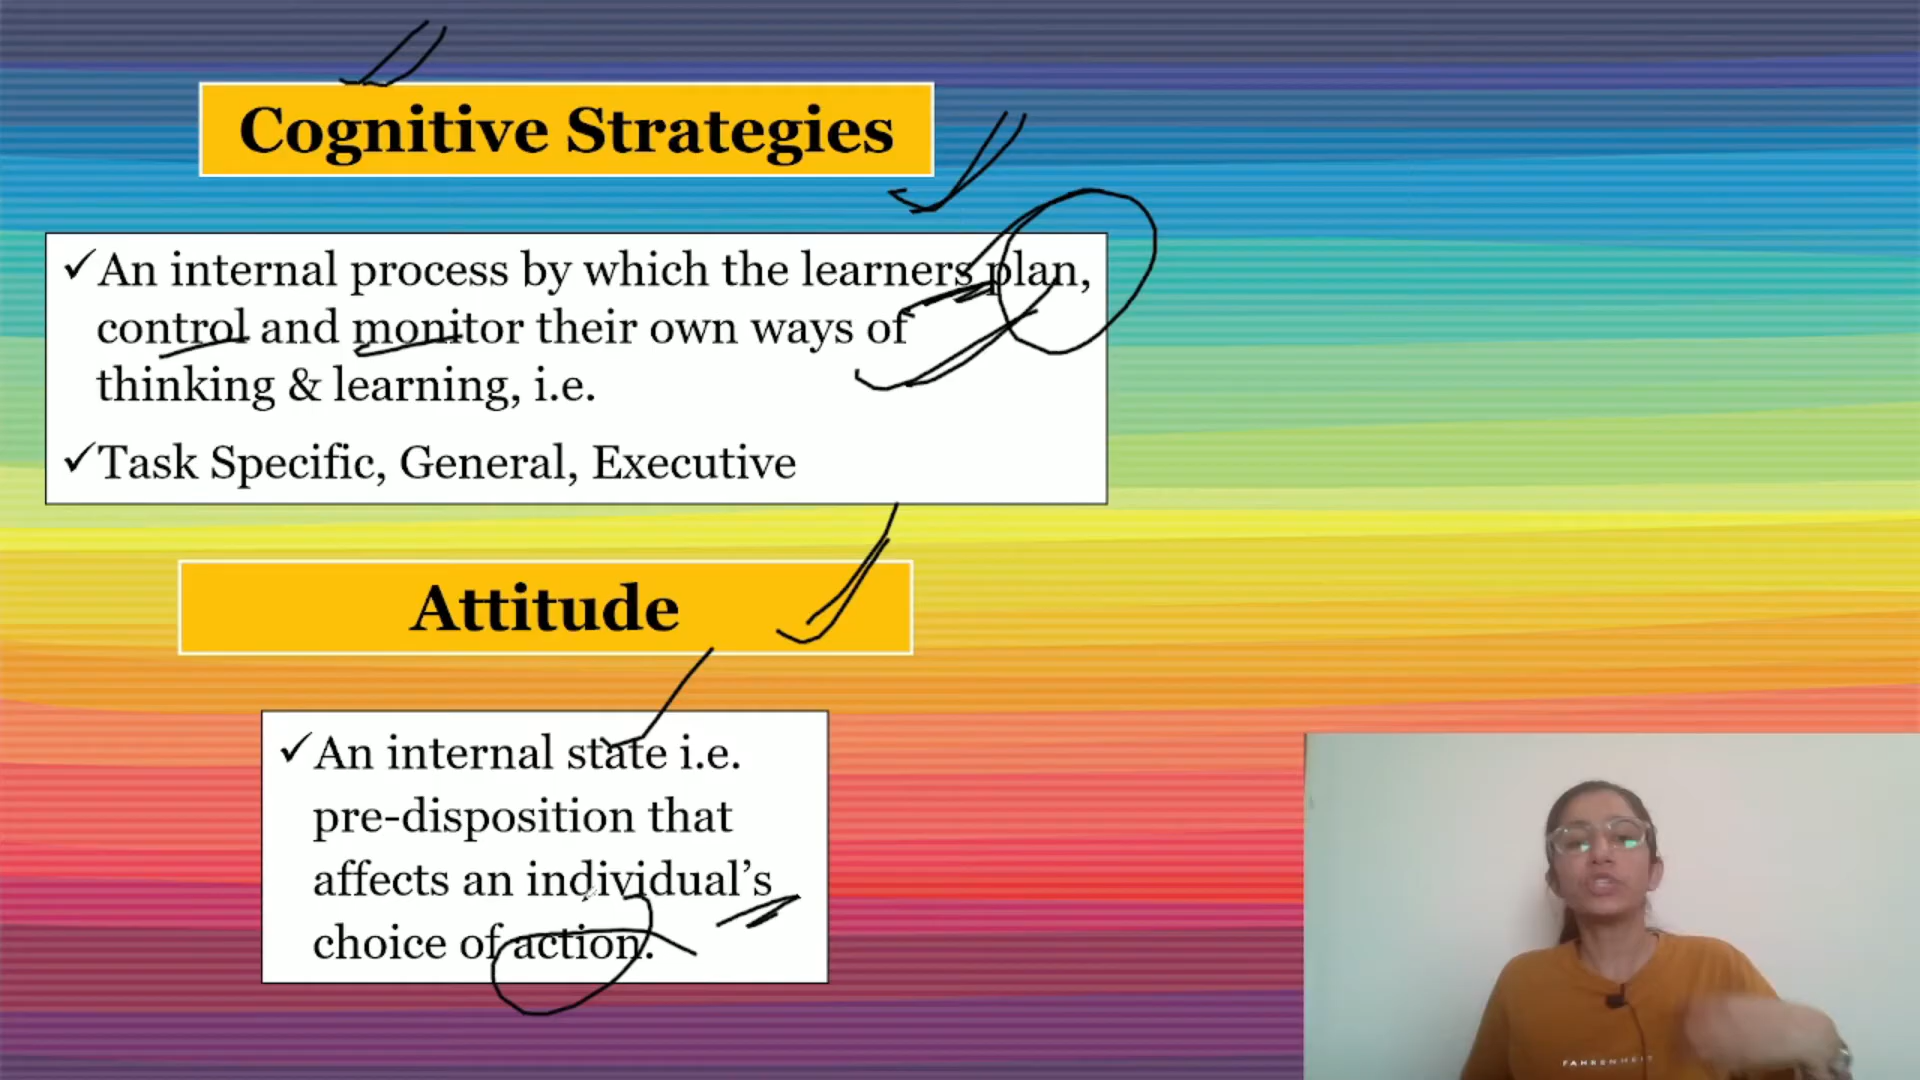 Cognitive Strategies
✓An internal process by which the learners plan,
control and monitor their own ways of
thinking & learning, i.e.
✓Task Specific, General, Executive
Attitude
✓An internal state i.e.
pre-disposition that
affects an individual's
choice of action.
FAHRENHEIT